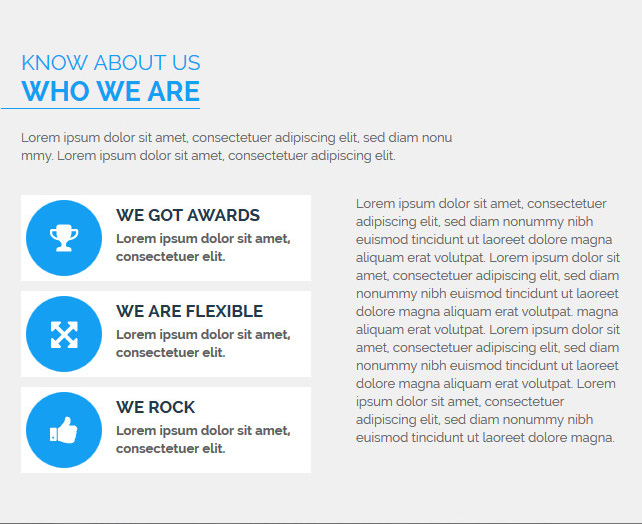 KNOW ABOUT US
WHO WE ARE
Lorem ipsum dolor sit amet, consectetuer adipiscing elit, sed diam nonu
mmy. Lorem ipsum dolor sit amet, consectetuer adipiscing elit.
WE GOT AWARDS
Lorem ipsum dolor sit amet,
consectetuer elit.
WE ARE FLEXIBLE
Lorem ipsum dolor sit amet,
consectetuer elit.
WE ROCK
Lorem ipsum dolor sit amet,
consectetuer elit.
Lorem ipsum dolor sit amet, consectetuer
adipiscing elit, sed diam nonummy nibh
euismod tincidunt ut laoreet dolore magna
aliquam erat volutpat. Lorem ipsum dolor sit
amet, consectetuer adipiscing elit, sed diam
nonummy nibh euismod tincidunt ut laoreet
dolore magna aliquam erat volutpat. magna
aliquam erat volutpat. Lorem ipsum dolor sit
amet, consectetuer adipiscing elit, sed diam
nonummy nibh euismod tincidunt ut laoreet
dolore magna aliquam erat volutpat. Lorem
ipsum dolor sit amet, consectetuer
adipiscing elit, sed diam nonummy nibh
euismod tincidunt ut laoreet dolore magna.